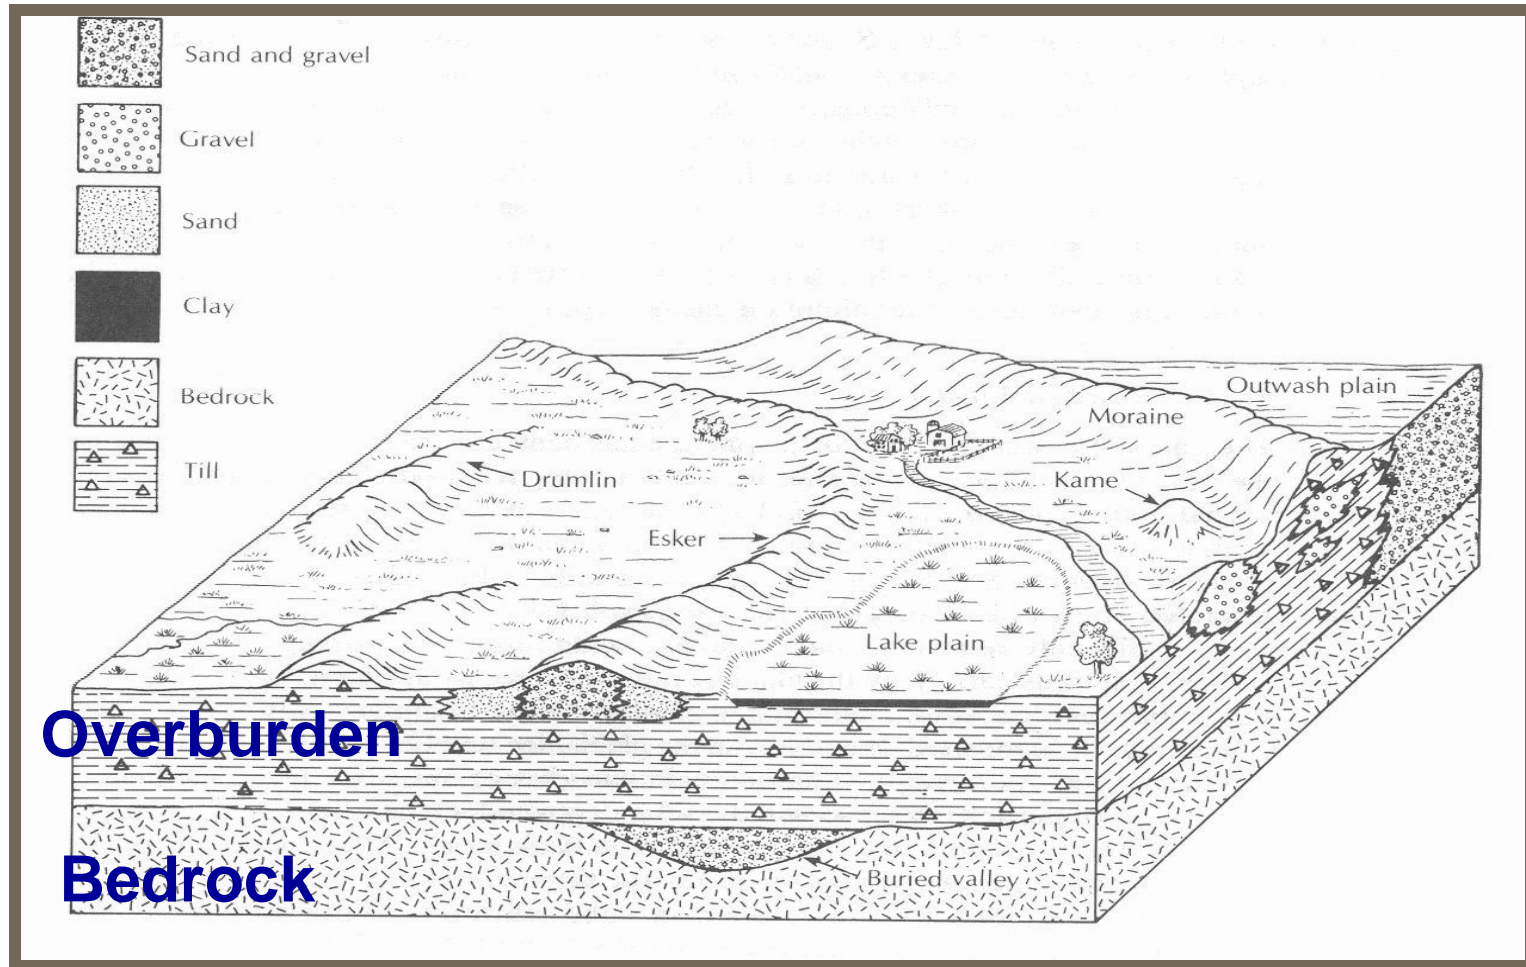 Sand and gravel
Gravel
Sand
Clay
Bedrock
Till
Outwash plain
Moraine
Drumlin
Kame
Esker
Lake plain
Overburden
Bedrock
Buried valley